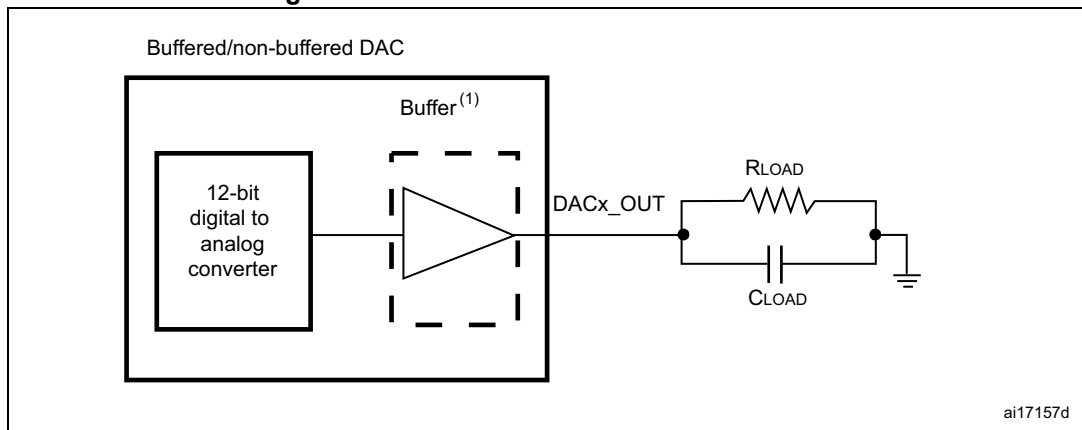 Buffered/non-buffered DAC
Buffer(1)
12-bit
digital to
analog
converter
DACx_OUT
RLOAD
CLOAD
ai17157d